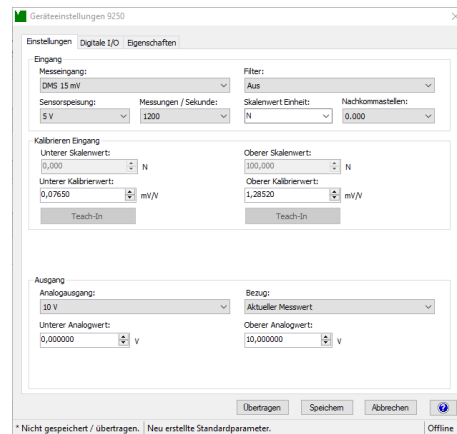 Geräteeinstellungen 9250
Einstellungen Digitale I/O Eigenschaften
Eingang
Messeingang: Filter:
DMS 15 mV Aus
Sensorspeisung: Messungen / Sekunde: Skalenwert Einheit: Nachkommastellen:
5 V 1200 N 0.000
Kalibrieren Eingang
Unterer Skalenwert: Oberer Skalenwert:
0,000 N 100,000 N
Unterer Kalibrierwert: Oberer Kalibrierwert:
0,07650 mV/V 1,28520 mV/V
Teach-In Teach-In
Ausgang
Analogausgang: Bezug:
10 V Aktueller Messwert
Unterer Analogwert: Oberer Analogwert:
0,000000 V 10,000000 V
Übertragen Speichern Abbrechen ?
* Nicht gespeichert / übertragen. Neu erstellte Standardparameter. Offline